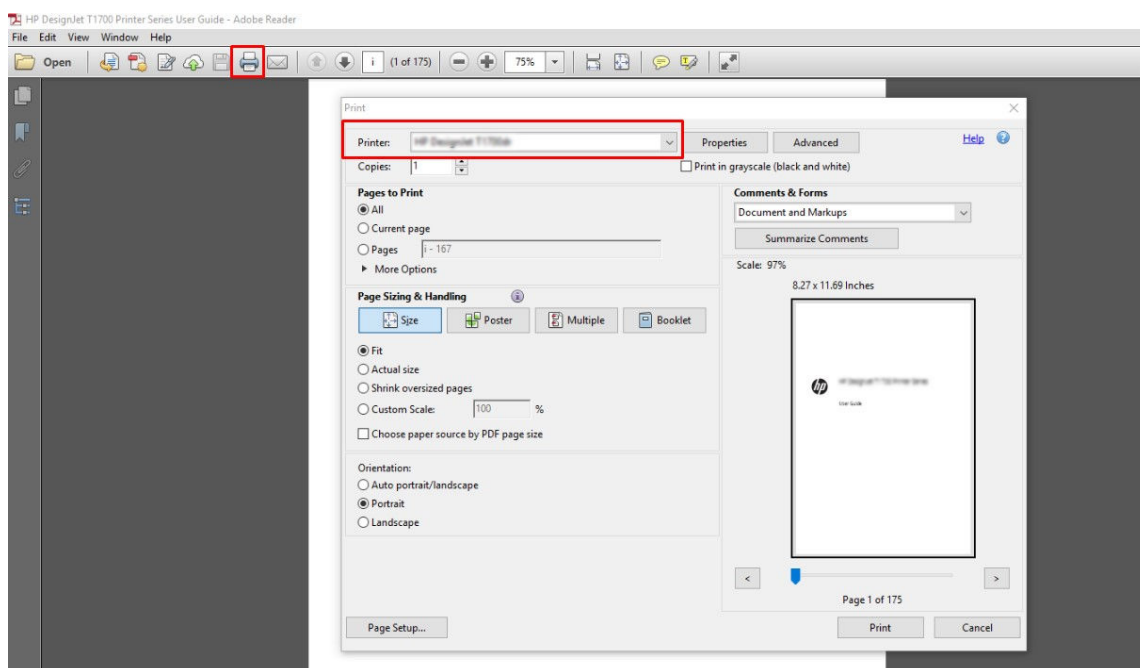 HP DesignJet T1700 Printer Series User Guide - Adobe Reader
File Edit View Window Help
Open i (1 of 175) 75%
Print
Printer: Properties Advanced Help
Copies: 1 Print in grayscale (black and white)
Pages to Print
All
Current page
Pages i - 167
More Options
Page Sizing & Handling
Size Poster Multiple Booklet
Fit
Actual size
Shrink oversized pages
Custom Scale: 100 %
Choose paper source by PDF page size
Orientation:
Auto portrait/landscape
Portrait
Landscape
Comments & Forms
Document and Markups
Summarize Comments
Scale: 97%
8.27 x 11.69 Inches
hp
User Guide
< >
Page 1 of 175
Page Setup... Print Cancel